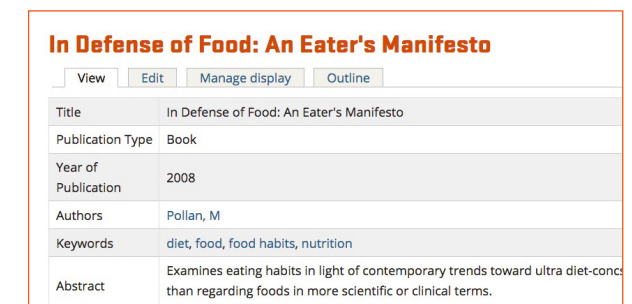 In Defense of Food: An Eater's Manifesto
View Edit Manage display Outline
Title In Defense of Food: An Eater's Manifesto
Publication Type Book
Year of
Publication 2008
Authors Pollan, M
Keywords diet, food, food habits, nutrition
Abstract Examines eating habits in light of contemporary trends toward ultra
than regarding foods in more scientific or clinical terms.